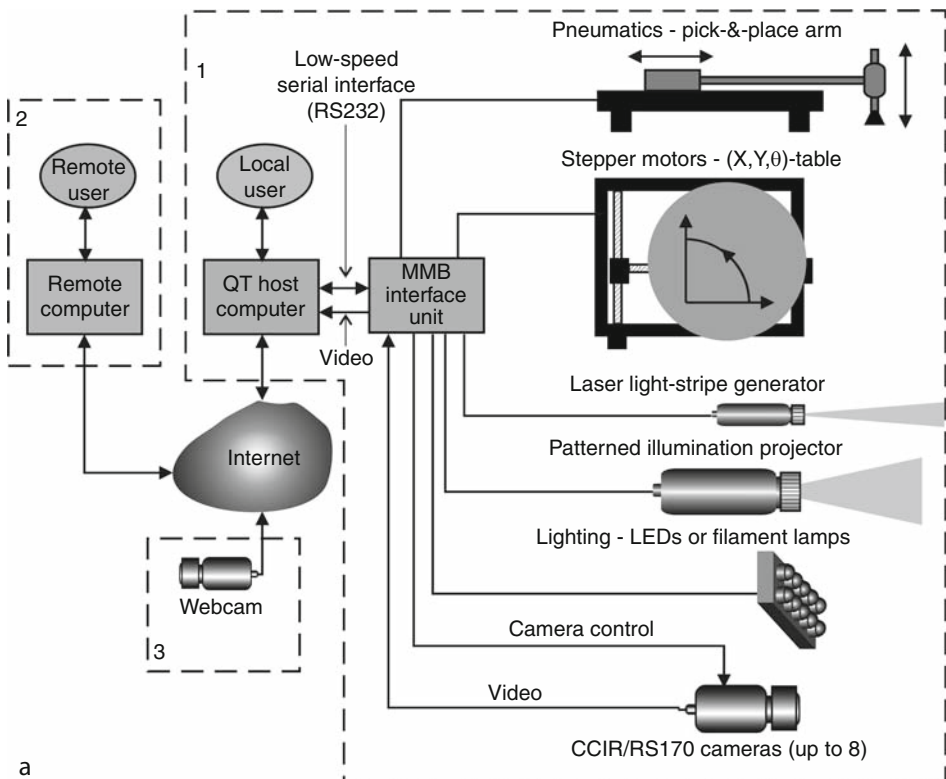 Pneumatics - pick-&-place arm
1
Low-speed
serial interface
(RS232)
2
Remote
user
Local
user
Stepper motors - (X,Y,θ)-table
Remote
computer
QT host
computer
MMB
interface
unit
Video
Laser light-stripe generator
Internet
Patterned illumination projector
Lighting - LEDs or filament lamps
Webcam
3
Camera control
Video
CCIR/RS170 cameras (up to 8)
a